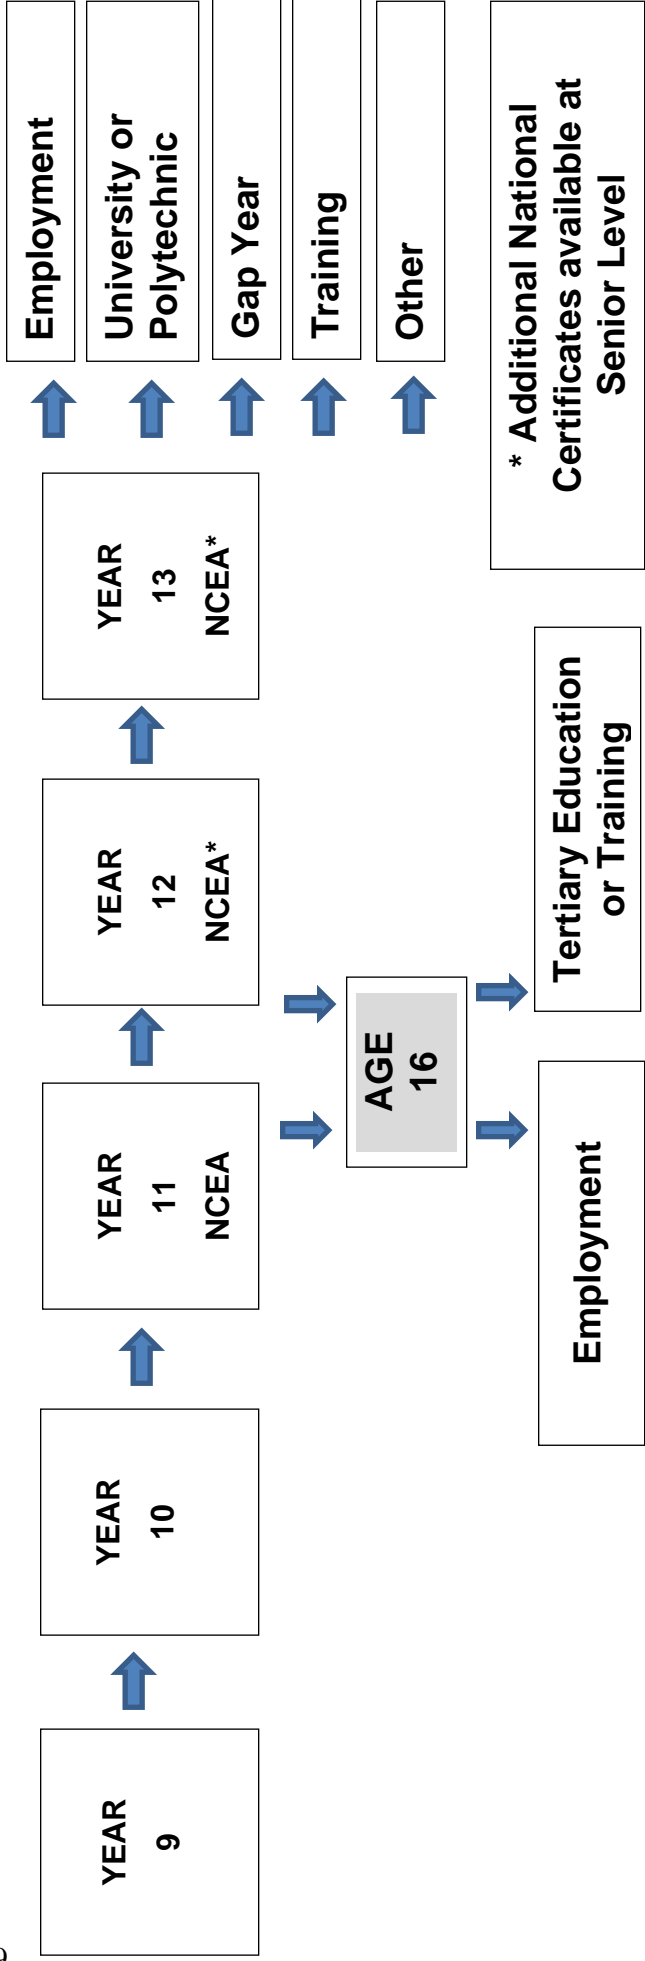 YEAR
9
YEAR
10
YEAR
11
NCEA
YEAR
12
NCEA*
YEAR
13
NCEA*
Employment
University or
Polytechnic
Gap Year
Training
Other
AGE
16
Employment
Tertiary Education
or Training
* Additional National
Certificates available at
Senior Level